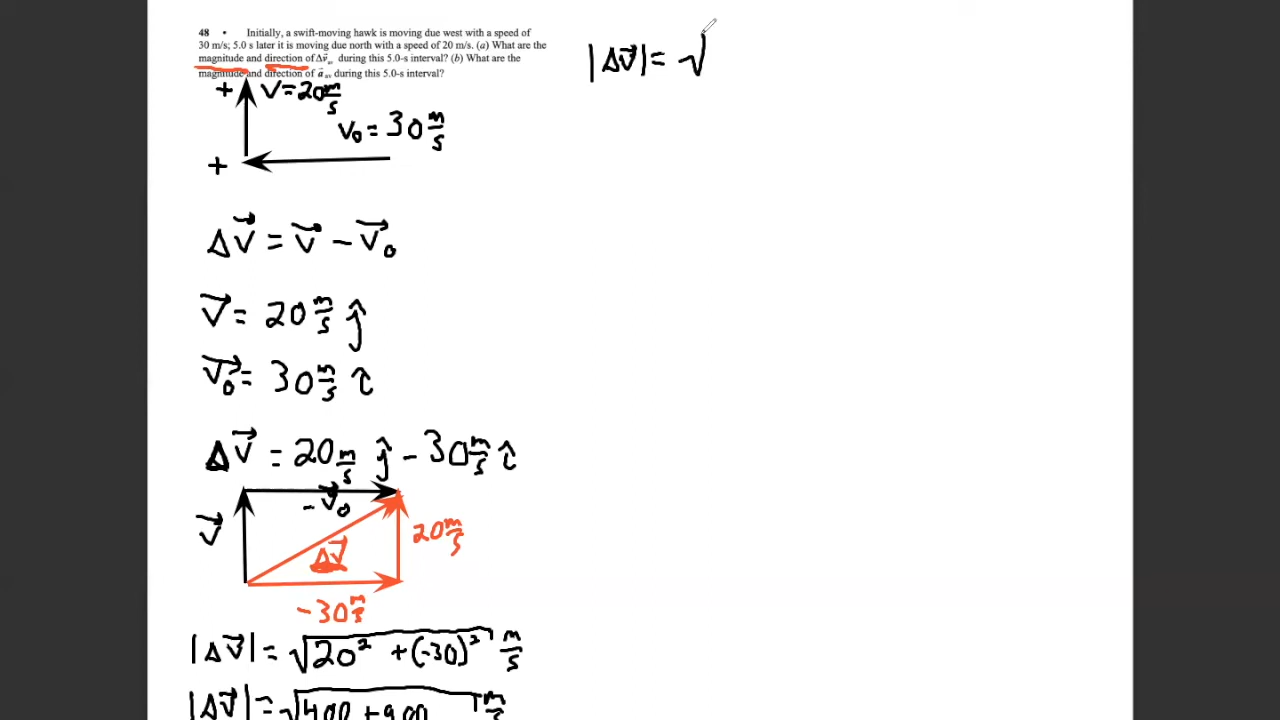 48 • Initially, a swift-moving hawk is moving due west with a speed of
30 m/s; 5.0 s later it is moving due north with a speed of 20 m/s. (a) What are the
magnitude and direction of Δv⃗av during this 5.0-s interval? (b) What are the
magnitude and direction of a⃗av during this 5.0-s interval?
+ V=20 m/s
V₀ = 30 m/s
+
ΔV⃗ = V⃗ − V⃗₀
V⃗ = 20 m/s ĵ
V⃗₀ = 30 m/s î
ΔV⃗ = 20 m/s ĵ − 30 m/s î
−V⃗₀
V⃗
20 m/s
ΔV⃗
−30 m/s
|ΔV⃗| = √20² + (−30)² m/s
|ΔV⃗| = √400 + 900 m
|ΔV⃗| = √